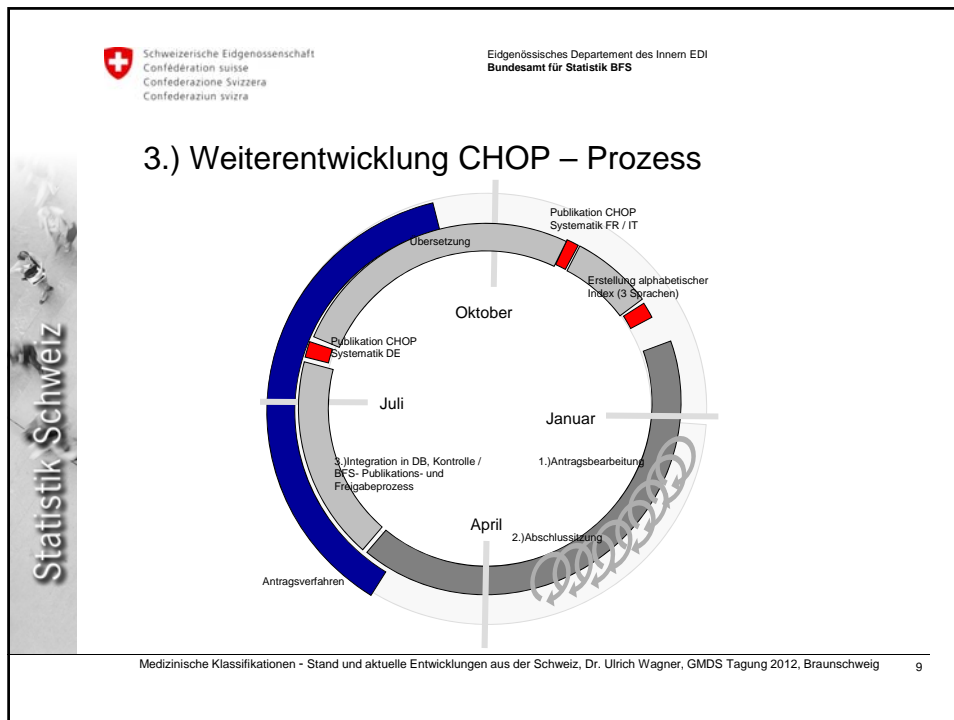 Schweizerische Eidgenossenschaft
Confédération suisse
Confederazione Svizzera
Confederaziun svizra
Eidgenössisches Departement des Innern EDI
Bundesamt für Statistik BFS
Statistik Schweiz
3.) Weiterentwicklung CHOP – Prozess
Publikation CHOP
Systematik FR / IT
Übersetzung
Erstellung alphabetischer
Index (3 Sprachen)
Oktober
Publikation CHOP
Systematik DE
Juli
Januar
3.)Integration in DB, Kontrolle /
BFS- Publikations- und
Freigabeprozess
1.)Antragsbearbeitung
April
2.)Abschlussitzung
Antragsverfahren
Medizinische Klassifikationen - Stand und aktuelle Entwicklungen aus der Schweiz, Dr. Ulrich Wagner, GMDS Tagung 2012, Braunschweig
9